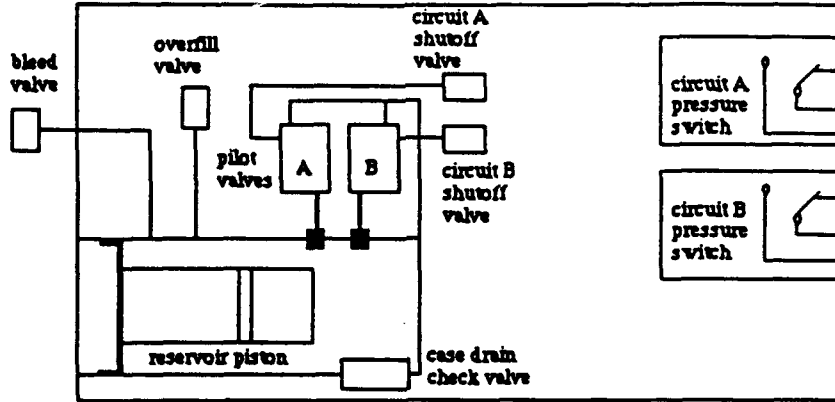 circuit A
shutoff
valve
overfill
valve
bleed
valve
circuit A
pressure
switch
pilot
valves
A
B
circuit B
shutoff
valve
circuit B
pressure
switch
reservoir piston
case drain
check valve